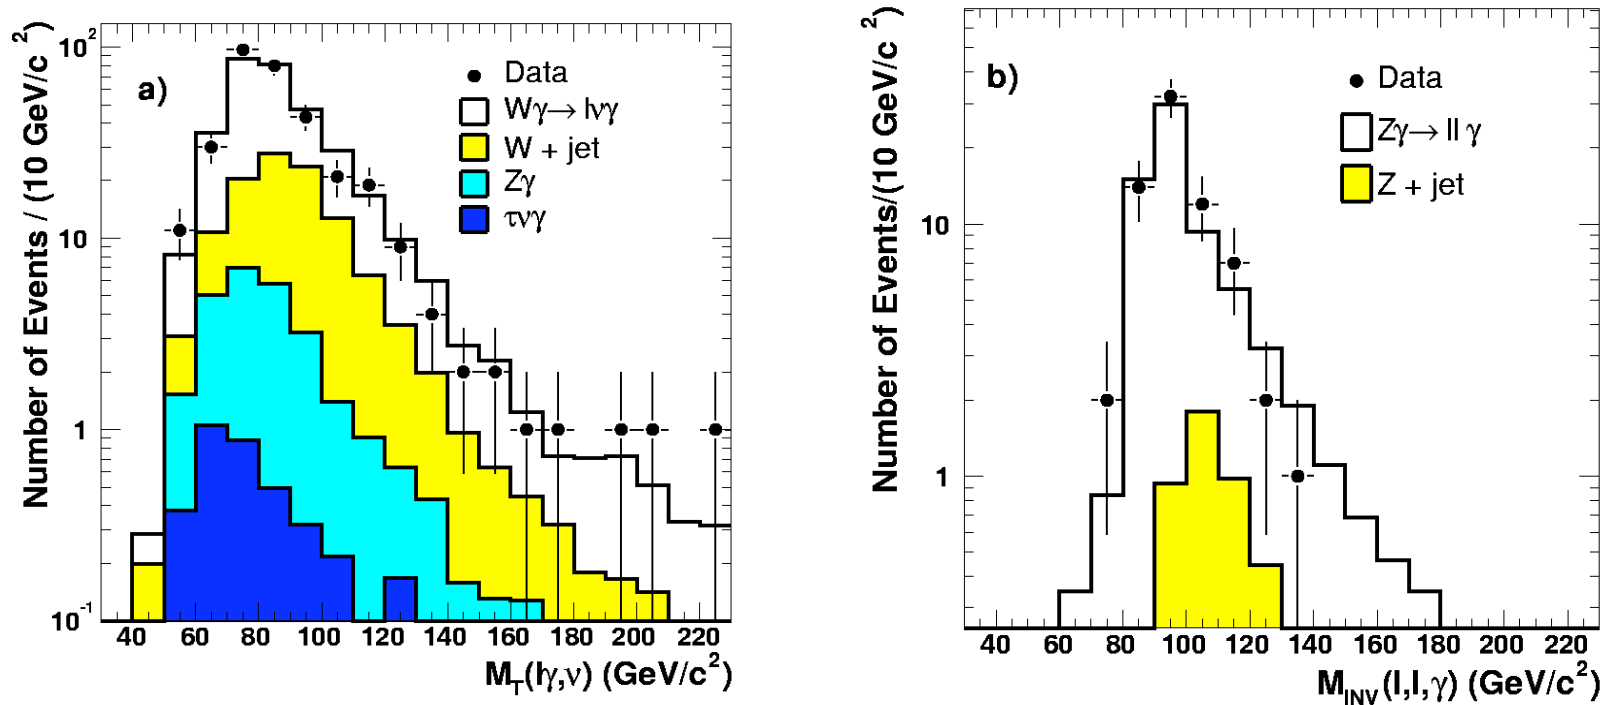 Number of Events / (10 GeV/c ²)
10²
10
1
10⁻¹
a)
Data
Wγ→ lνγ
W + jet
Zγ
τνγ
40 60 80 100 120 140 160 180 200 220
M_T(lγ,ν) (GeV/c²)
Number of Events/(10 GeV/c ²)
10
1
b)
Data
Zγ→ ll γ
Z + jet
40 60 80 100 120 140 160 180 200 220
M_INV(l,l,γ) (GeV/c²)